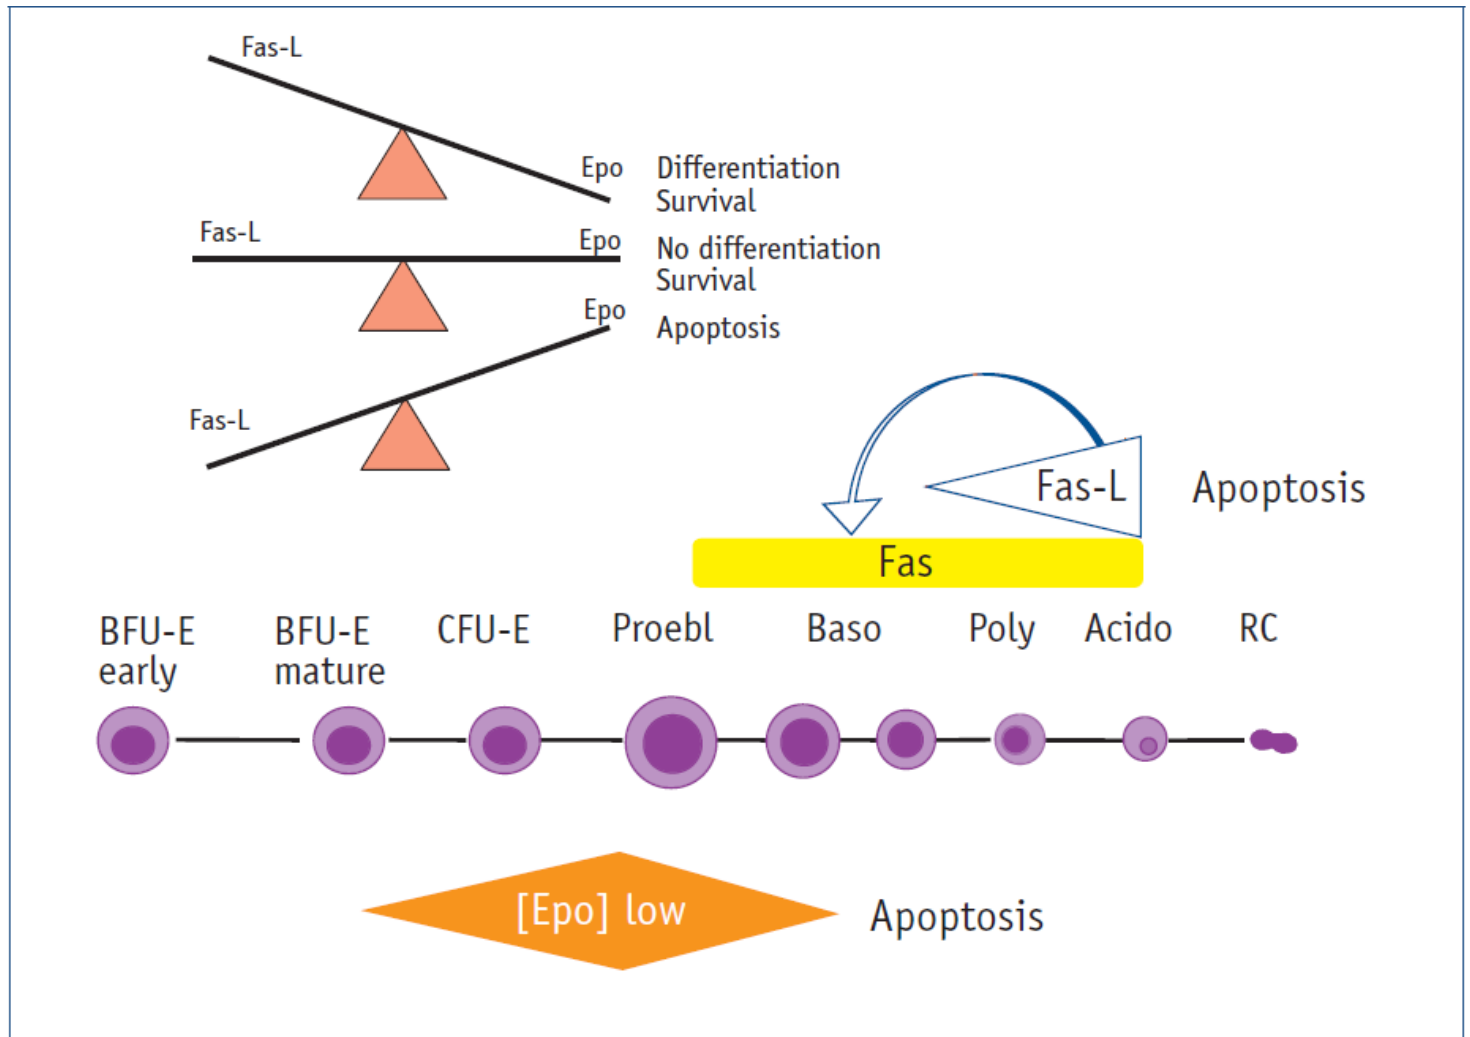 Fas-L
Epo Differentiation
Survival
Fas-L Epo No differentiation
Survival
Epo Apoptosis
Fas-L
Fas-L Apoptosis
Fas
BFU-E BFU-E CFU-E Proebl Baso Poly Acido RC
early mature
[Epo] low Apoptosis